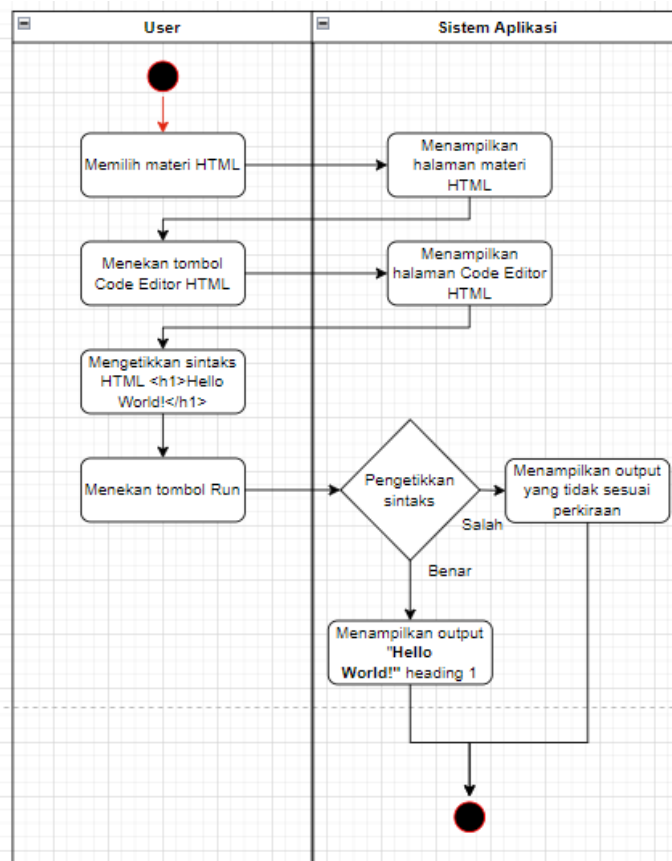 User
Sistem Aplikasi
Memilih materi HTML
Menampilkan
halaman materi
HTML
Menekan tombol
Code Editor HTML
Menampilkan
halaman Code Editor
HTML
Mengetikkan sintaks
HTML <h1>Hello
World!</h1>
Menekan tombol Run
Pengetikkan
sintaks
Salah
Menampilkan output
yang tidak sesuai
perkiraan
Benar
Menampilkan output
"Hello
World!" heading 1